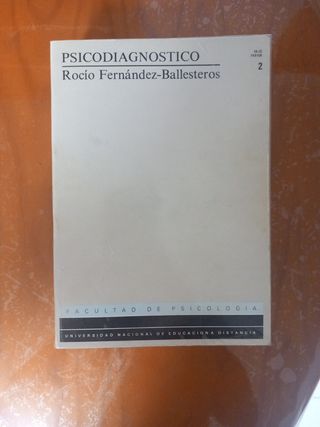 PSICODIAGNOSTICO
Rocío Fernández-Ballesteros
2
FACULTAD DE PSICOLOGIA
UNIVERSIDAD NACIONAL DE EDUCACION A DISTANCIA